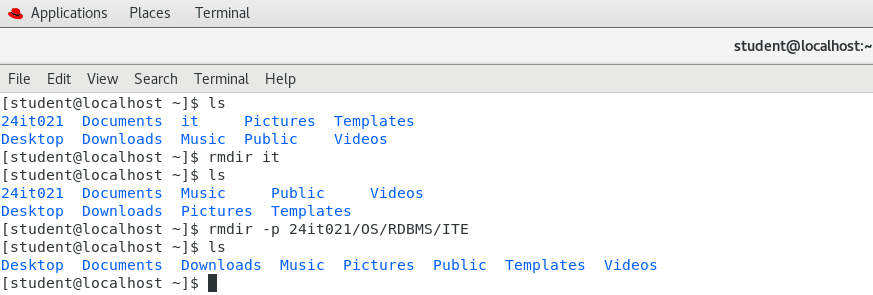 Applications Places Terminal
student@localhost:~
File Edit View Search Terminal Help
[student@localhost ~]$ ls
24it021 Documents it Pictures Templates
Desktop Downloads Music Public Videos
[student@localhost ~]$ rmdir it
[student@localhost ~]$ ls
24it021 Documents Music Public Videos
Desktop Downloads Pictures Templates
[student@localhost ~]$ rmdir -p 24it021/OS/RDBMS/ITE
[student@localhost ~]$ ls
Desktop Documents Downloads Music Pictures Public Templates Videos
[student@localhost ~]$